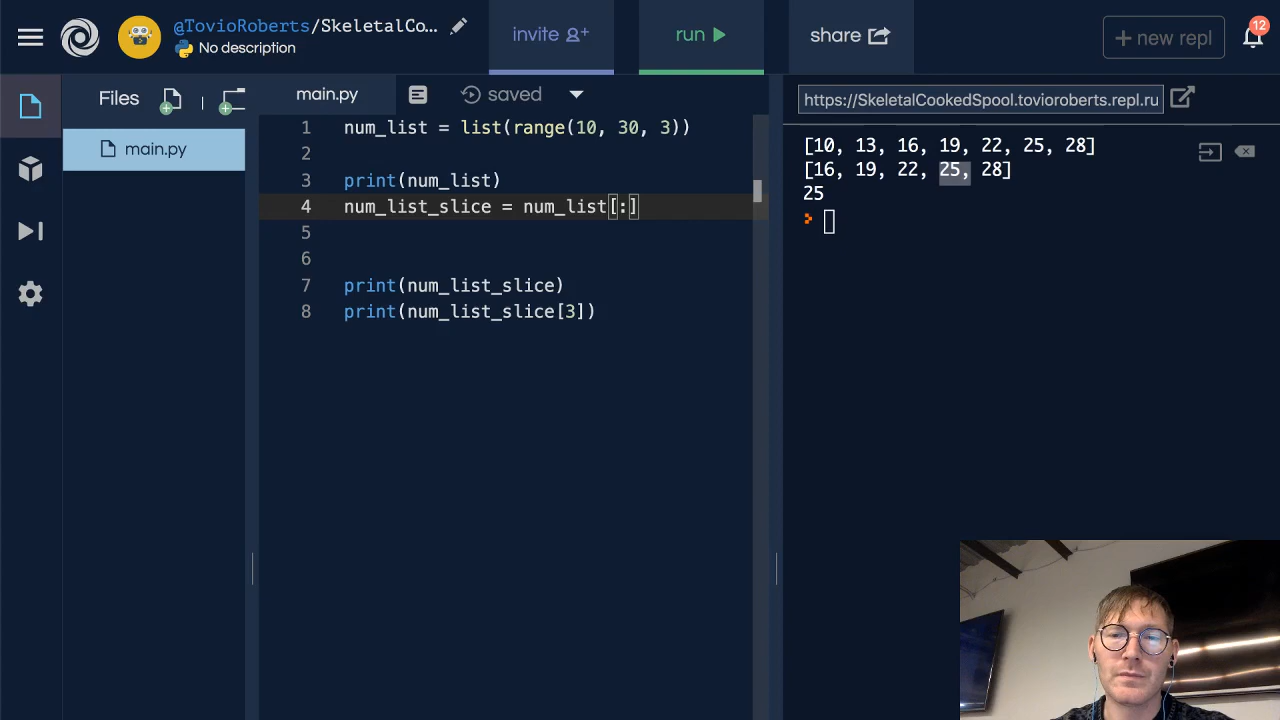 @TovioRoberts/SkeletalCo...
No description
invite
run
share
+ new repl
12
Files
main.py
saved
https://SkeletalCookedSpool.tovioroberts.repl.ru
main.py
1 num_list = list(range(10, 30, 3))
2
3 print(num_list)
4 num_list_slice = num_list[:]
5
6
7 print(num_list_slice)
8 print(num_list_slice[3])
[10, 13, 16, 19, 22, 25, 28]
[16, 19, 22, 25, 28]
25